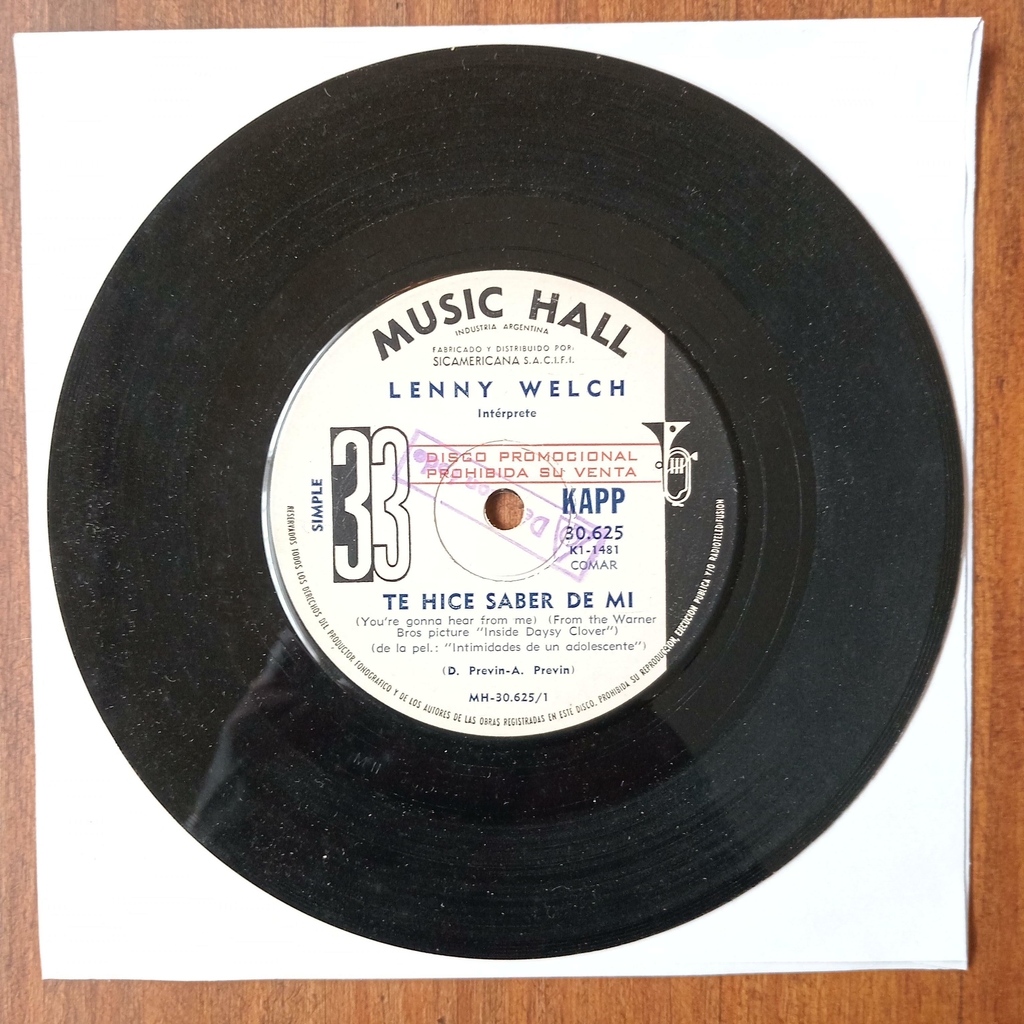 MUSIC HALL
INDUSTRIA ARGENTINA
FABRICADO Y DISTRIBUIDO POR:
SICAMERICANA S.A.C.I.F.I.
LENNY WELCH
Intérprete
SIMPLE
33
DISCO PROMOCIONAL
PROHIBIDA SU VENTA
KAPP
30.625
K1-1481
COMAR
TE HICE SABER DE MI
(You're gonna hear from me) (From the Warner
Bros picture "Inside Daysy Clover")
(de la pel.: "Intimidades de un adolescente")
(D. Previn-A. Previn)
MH-30.625/1
RESERVADOS TODOS LOS DERECHOS DEL PRODUCTOR FONOGRAFICO Y DE LOS AUTORES DE LAS OBRAS REGISTRADAS EN ESTE DISCO. PROHIBIDA SU REPRODUCCION, EXECUCION PUBLICA Y/O RADIOTELEDIFUSION